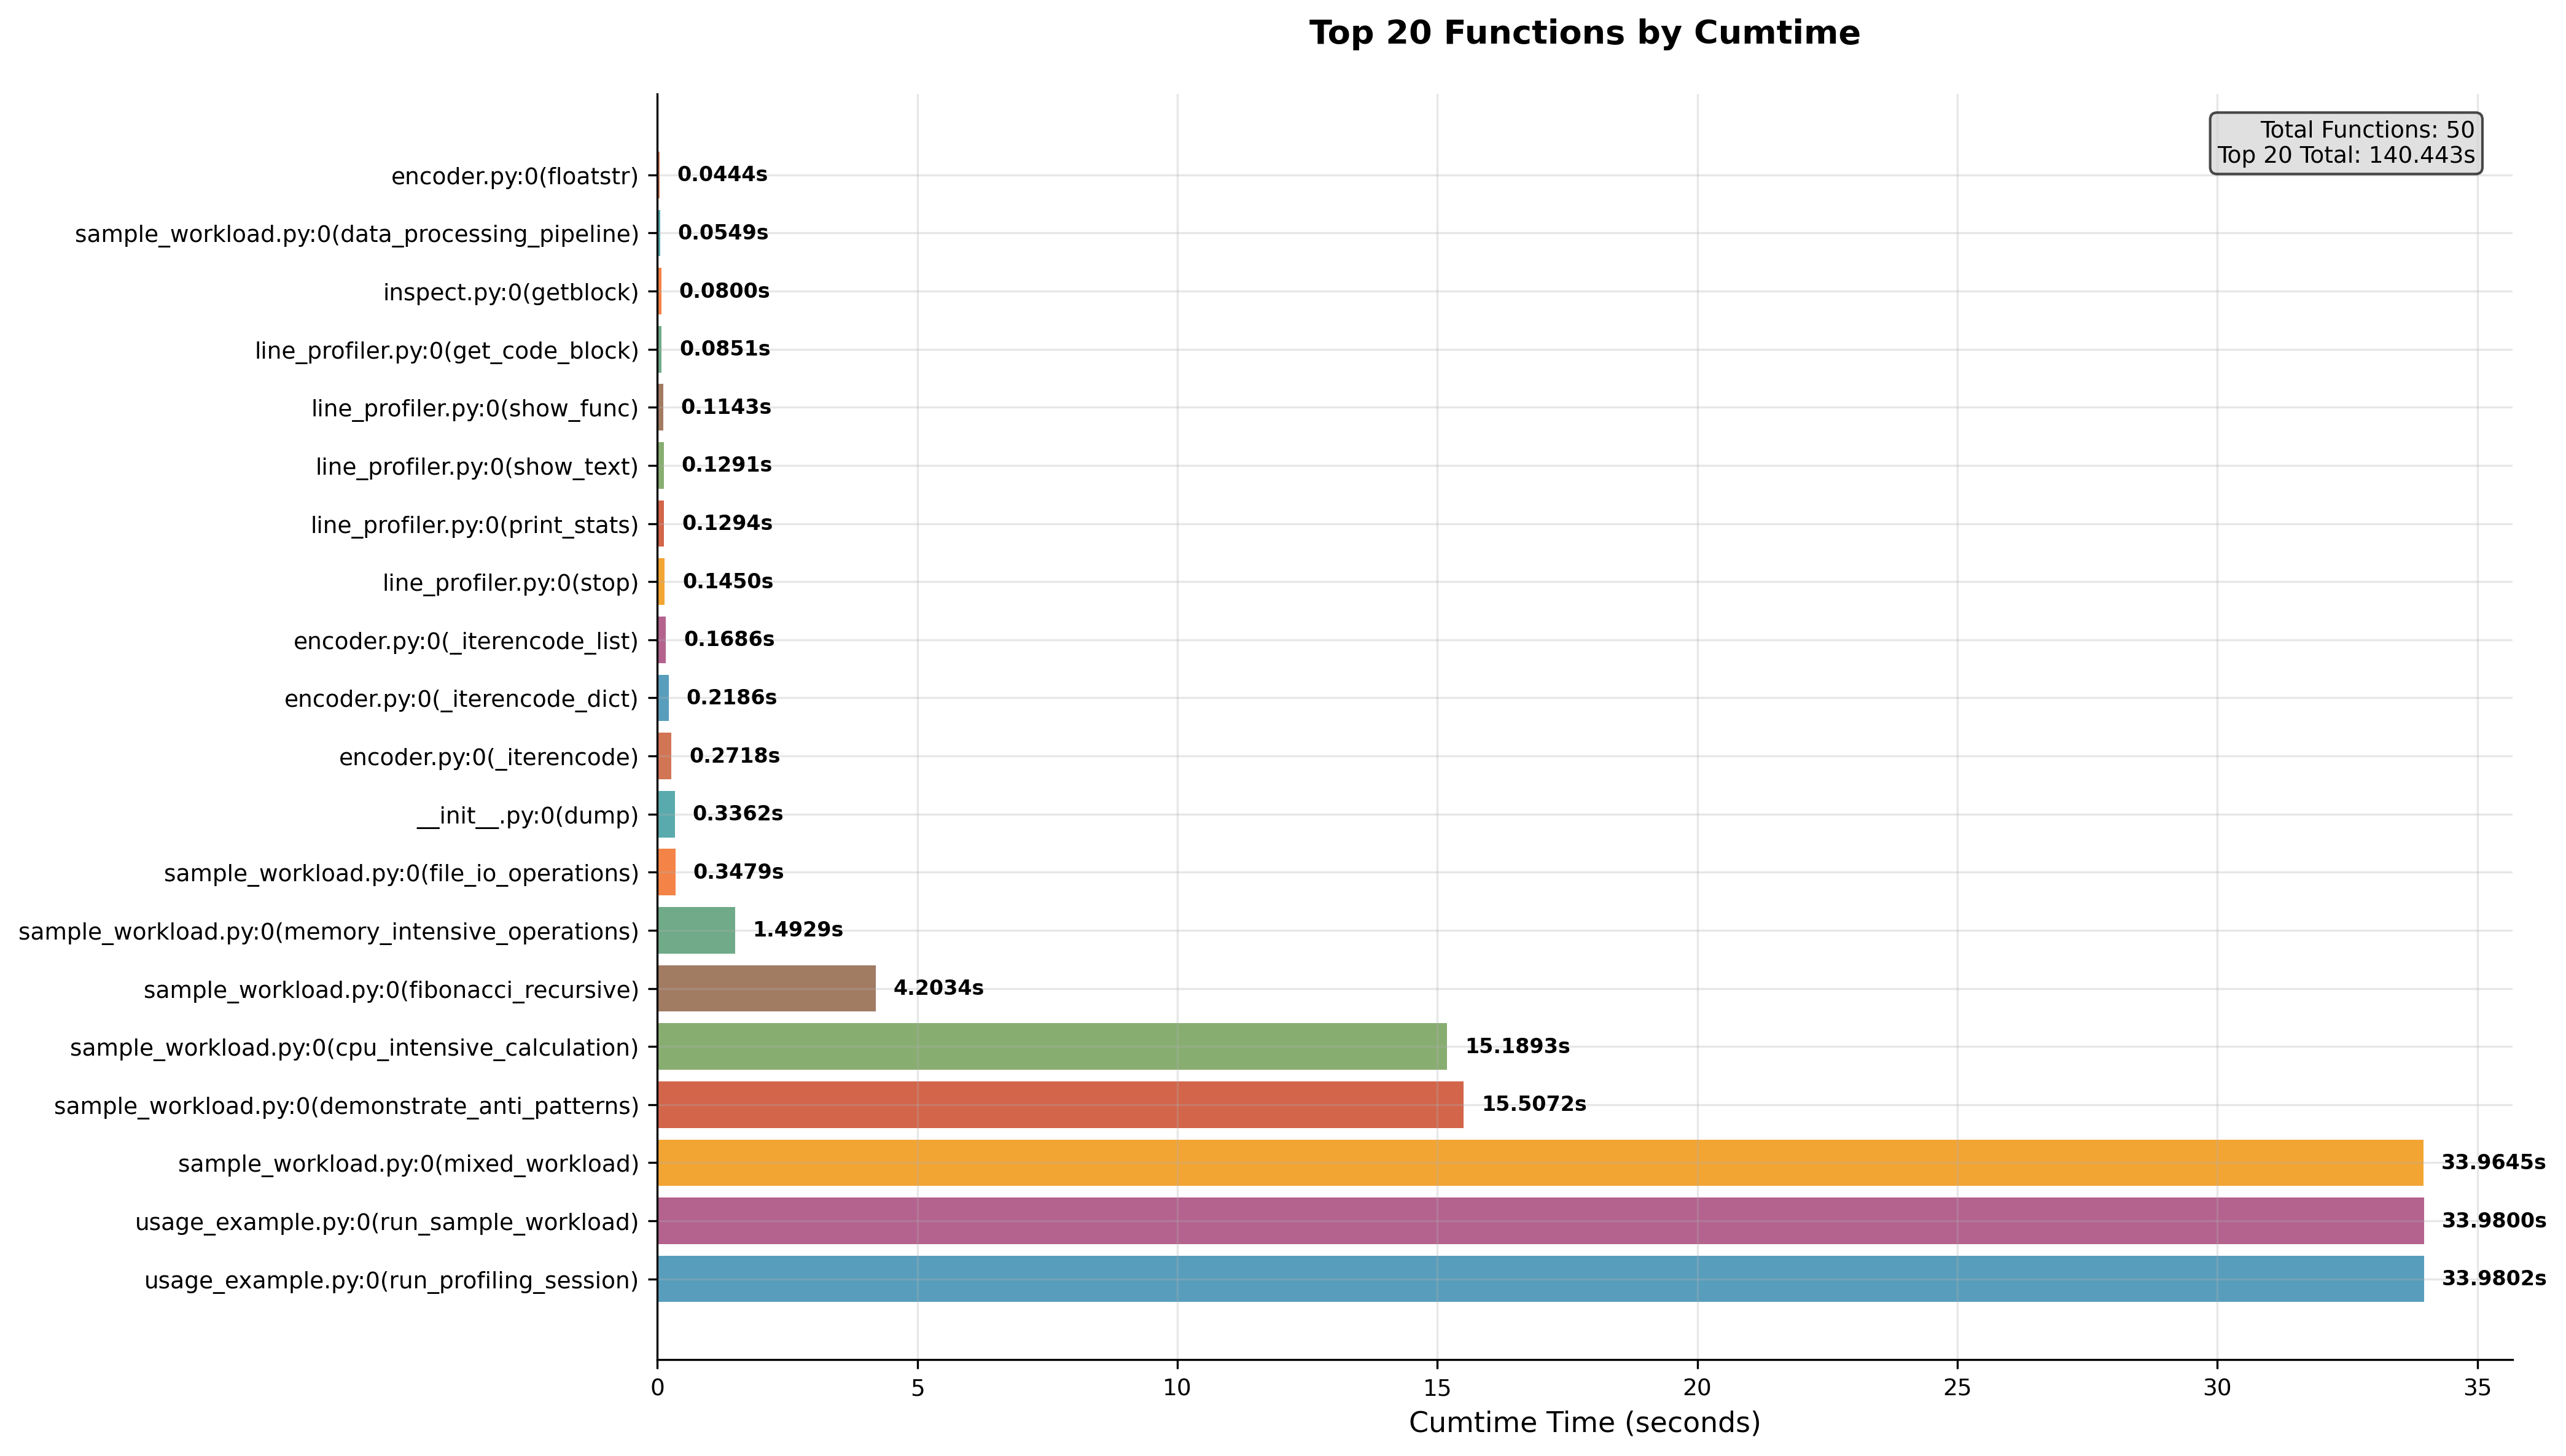 Top 20 Functions by Cumtime
Total Functions: 50
Top 20 Total: 140.443s
encoder.py:0(floatstr) 0.0444s
sample_workload.py:0(data_processing_pipeline) 0.0549s
inspect.py:0(getblock) 0.0800s
line_profiler.py:0(get_code_block) 0.0851s
line_profiler.py:0(show_func) 0.1143s
line_profiler.py:0(show_text) 0.1291s
line_profiler.py:0(print_stats) 0.1294s
line_profiler.py:0(stop) 0.1450s
encoder.py:0(_iterencode_list) 0.1686s
encoder.py:0(_iterencode_dict) 0.2186s
encoder.py:0(_iterencode) 0.2718s
__init__.py:0(dump) 0.3362s
sample_workload.py:0(file_io_operations) 0.3479s
sample_workload.py:0(memory_intensive_operations) 1.4929s
sample_workload.py:0(fibonacci_recursive) 4.2034s
sample_workload.py:0(cpu_intensive_calculation) 15.1893s
sample_workload.py:0(demonstrate_anti_patterns) 15.5072s
sample_workload.py:0(mixed_workload) 33.9645s
usage_example.py:0(run_sample_workload) 33.9800s
usage_example.py:0(run_profiling_session) 33.9802s
0 5 10 15 20 25 30 35
Cumtime Time (seconds)